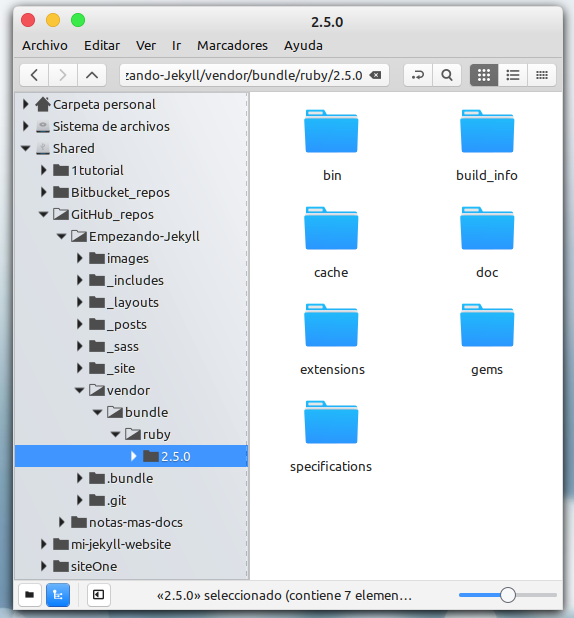 2.5.0
Archivo Editar Ver Ir Marcadores Ayuda
zando-Jekyll/vendor/bundle/ruby/2.5.0
Carpeta personal
Sistema de archivos
Shared
1tutorial
Bitbucket_repos
GitHub_repos
Empezando-Jekyll
images
_includes
_layouts
_posts
_sass
_site
vendor
bundle
ruby
2.5.0
.bundle
.git
notas-mas-docs
mi-jekyll-website
siteOne
bin build_info
cache doc
extensions gems
specifications
«2.5.0» seleccionado (contiene 7 elemen…